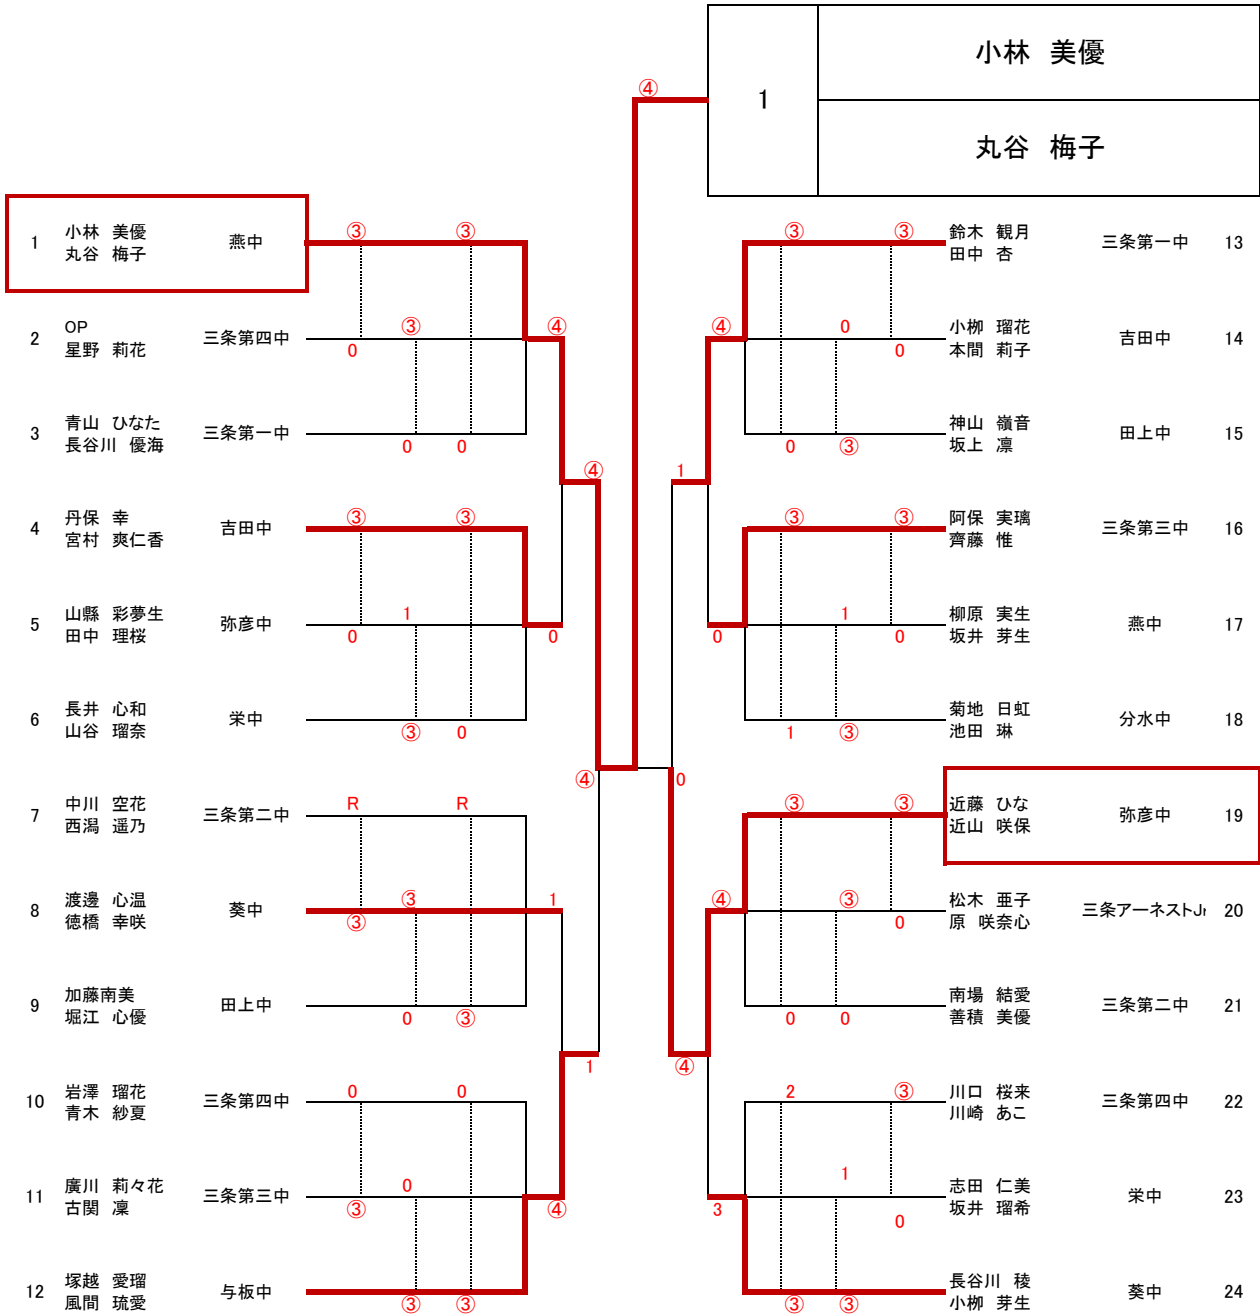 小林 美優
1
丸谷 梅子
④
1 小林 美優 丸谷 梅子 燕中 ③ ③
2 OP 星野 莉花 三条第四中 0 ③ ④
3 青山 ひなた 長谷川 優海 三条第一中 0 0
④
4 丹保 幸 宮村 爽仁香 吉田中 ③ ③
5 山縣 彩夢生 田中 理桜 弥彦中 0 1 0
6 長井 心和 山谷 瑠奈 栄中 ③ 0
④
7 中川 空花 西潟 遥乃 三条第二中 R R
8 渡邊 心温 徳橋 幸咲 葵中 ③ ③ 1
9 加藤南美 堀江 心優 田上中 0 ③
1
10 岩澤 瑠花 青木 紗夏 三条第四中 0 0
11 廣川 莉々花 古関 凜 三条第三中 ③ 0 ④
12 塚越 愛瑠 風間 琉愛 与板中 ③ ③
③ ③ 鈴木 観月 田中 杏 三条第一中 13
④ 0 0 小栁 瑠花 本間 莉子 吉田中 14
0 ③ 神山 嶺音 坂上 凛 田上中 15
1
③ ③ 阿保 実璃 齊藤 惟 三条第三中 16
0 1 0 柳原 実生 坂井 芽生 燕中 17
1 ③ 菊地 日虹 池田 琳 分水中 18
0
③ ③ 近藤 ひな 近山 咲保 弥彦中 19
④ ③ 0 松木 亜子 原 咲奈心 三条アーネストJr 20
0 0 南場 結愛 善積 美優 三条第二中 21
④
2 ③ 川口 桜来 川崎 あこ 三条第四中 22
3 1 0 志田 仁美 坂井 瑠希 栄中 23
③ ③ 長谷川 稜 小栁 芽生 葵中 24